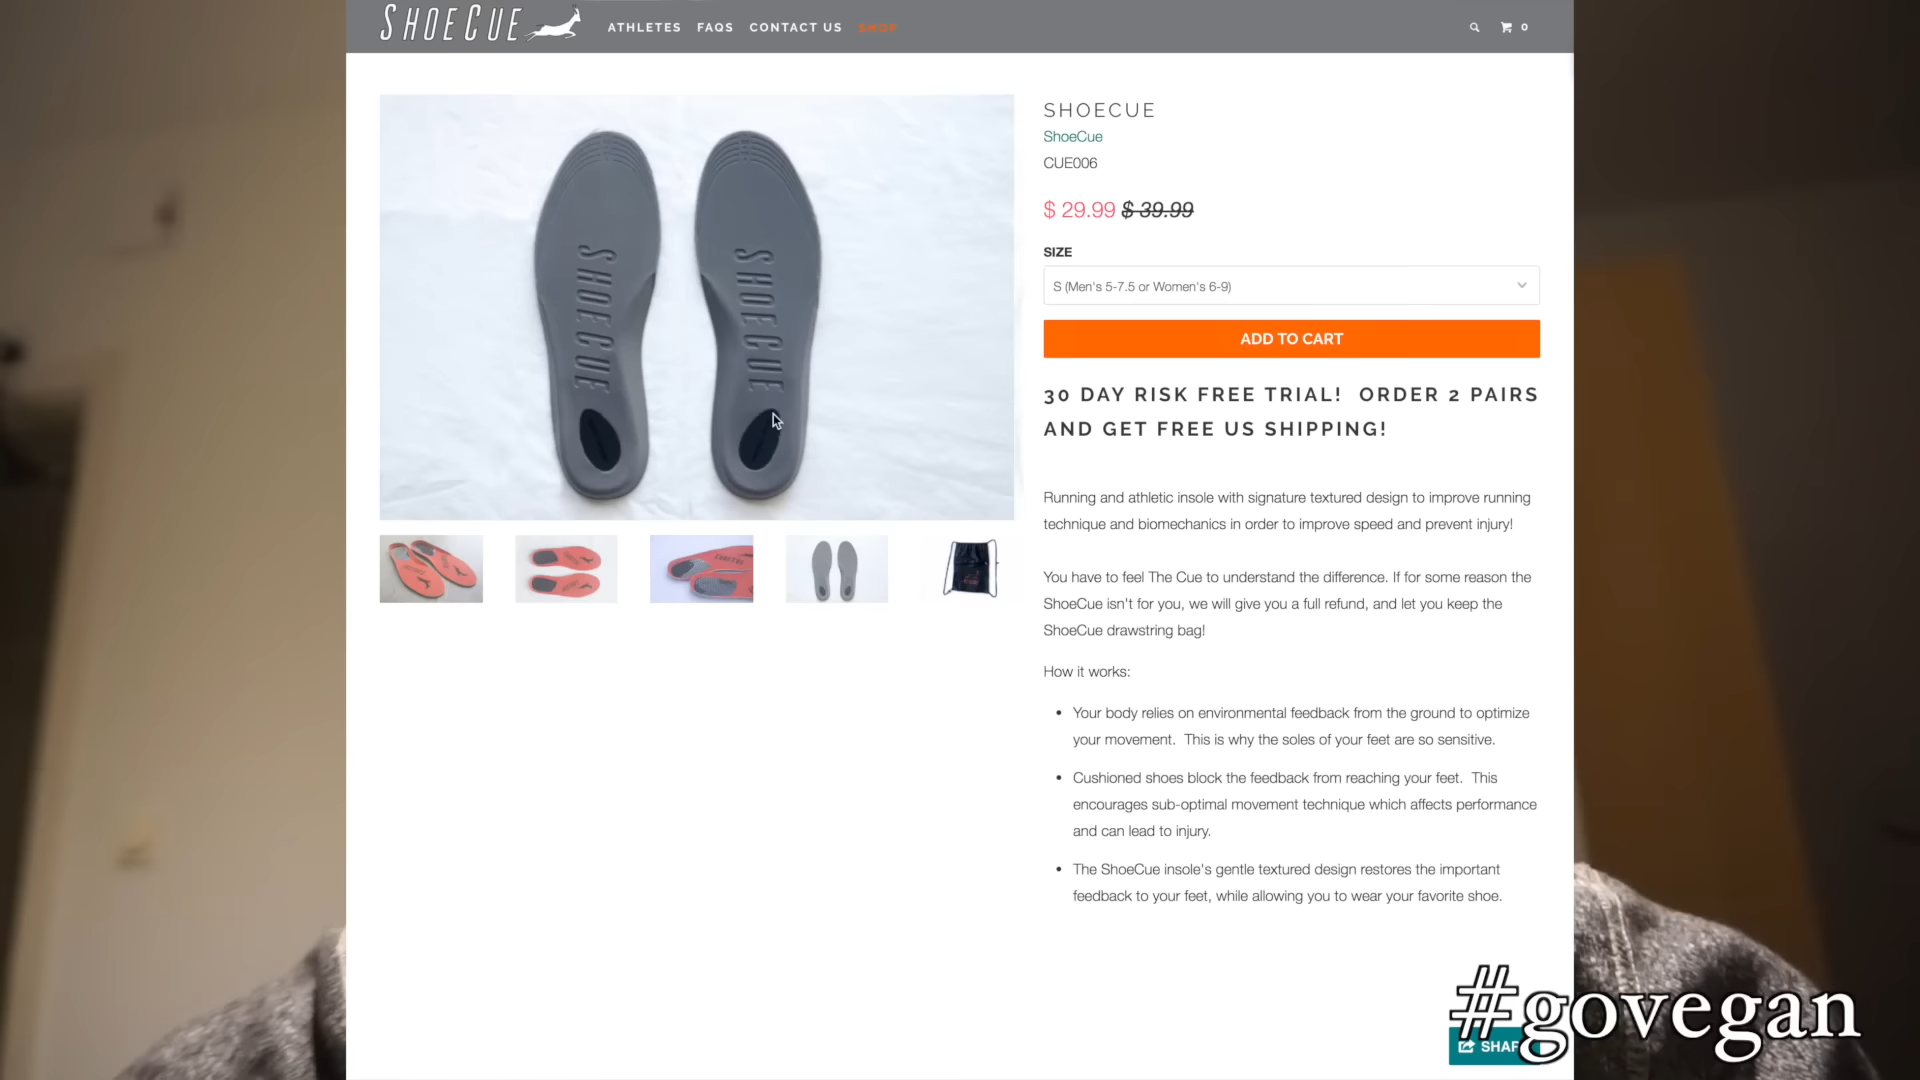 SHOECUE
ATHLETES FAQS CONTACT US SHOP
0
SHOECUE
SHOECUE
SHOECUE
ShoeCue
CUE006
$ 29.99 $ 39.99
SIZE
S (Men's 5-7.5 or Women's 6-9)
ADD TO CART
30 DAY RISK FREE TRIAL! ORDER 2 PAIRS
AND GET FREE US SHIPPING!
Running and athletic insole with signature textured design to improve running
technique and biomechanics in order to improve speed and prevent injury!
You have to feel The Cue to understand the difference. If for some reason the
ShoeCue isn't for you, we will give you a full refund, and let you keep the
ShoeCue drawstring bag!
How it works:
• Your body relies on environmental feedback from the ground to optimize
your movement. This is why the soles of your feet are so sensitive.
• Cushioned shoes block the feedback from reaching your feet. This
encourages sub-optimal movement technique which affects performance
and can lead to injury.
• The ShoeCue insole's gentle textured design restores the important
feedback to your feet, while allowing you to wear your favorite shoe.
#govegan